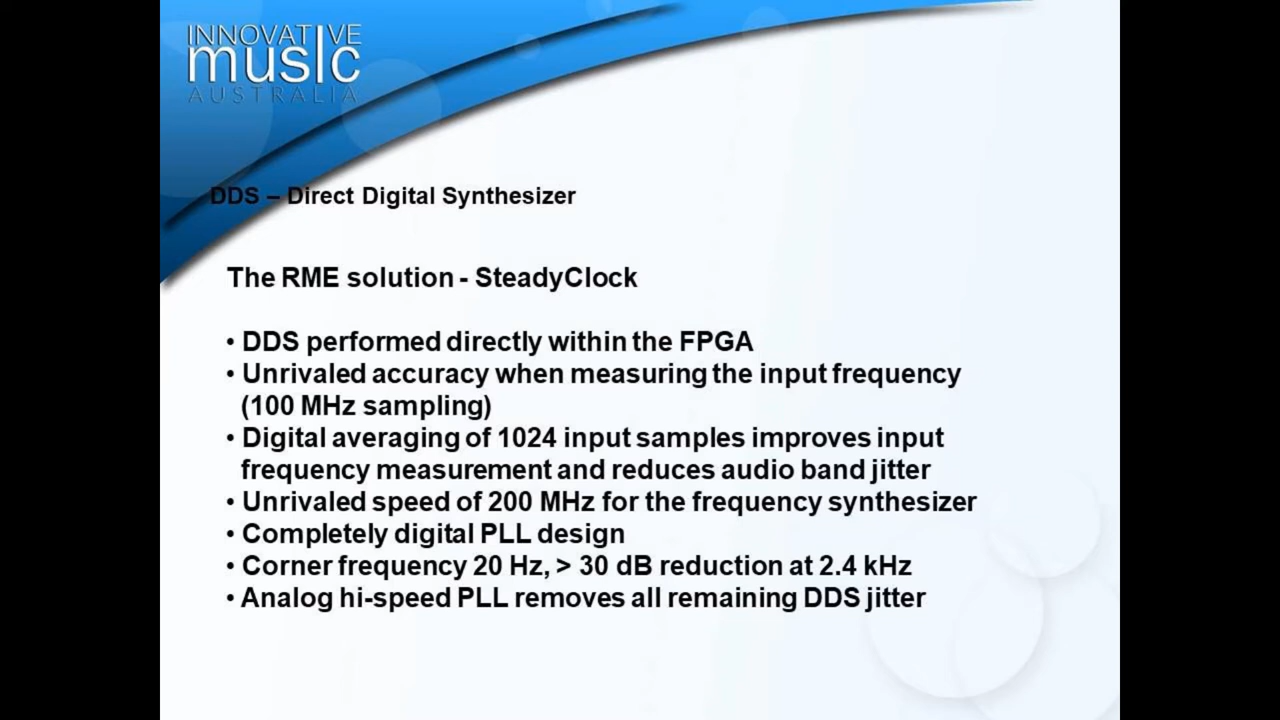 INNOVATIVE
music
AUSTRALIA
DDS – Direct Digital Synthesizer
The RME solution - SteadyClock
• DDS performed directly within the FPGA
• Unrivaled accuracy when measuring the input frequency
(100 MHz sampling)
• Digital averaging of 1024 input samples improves input
frequency measurement and reduces audio band jitter
• Unrivaled speed of 200 MHz for the frequency synthesizer
• Completely digital PLL design
• Corner frequency 20 Hz, > 30 dB reduction at 2.4 kHz
• Analog hi-speed PLL removes all remaining DDS jitter